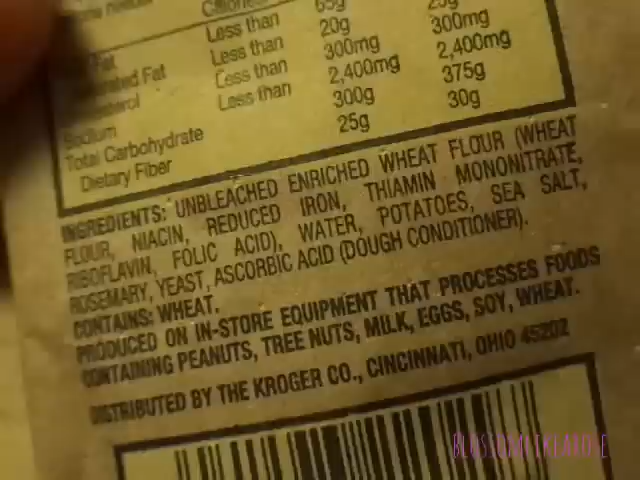 Less than 65g
Fat Less than 20g 300mg
Fat Less than 300mg 2,400mg
Less than 2,400mg 375g
Sodium 300g 30g
Total Carbohydrate 25g
Dietary Fiber
INGREDIENTS: UNBLEACHED ENRICHED WHEAT FLOUR (WHEAT
FLOUR, NIACIN, REDUCED IRON, THIAMIN MONONITRATE,
RIBOFLAVIN, FOLIC ACID), WATER, POTATOES, SEA SALT,
ROSEMARY, YEAST, ASCORBIC ACID (DOUGH CONDITIONER).
CONTAINS: WHEAT.
PRODUCED ON IN-STORE EQUIPMENT THAT PROCESSES FOODS
CONTAINING PEANUTS, TREE NUTS, MILK, EGGS, SOY, WHEAT.
DISTRIBUTED BY THE KROGER CO., CINCINNATI, OHIO 45202